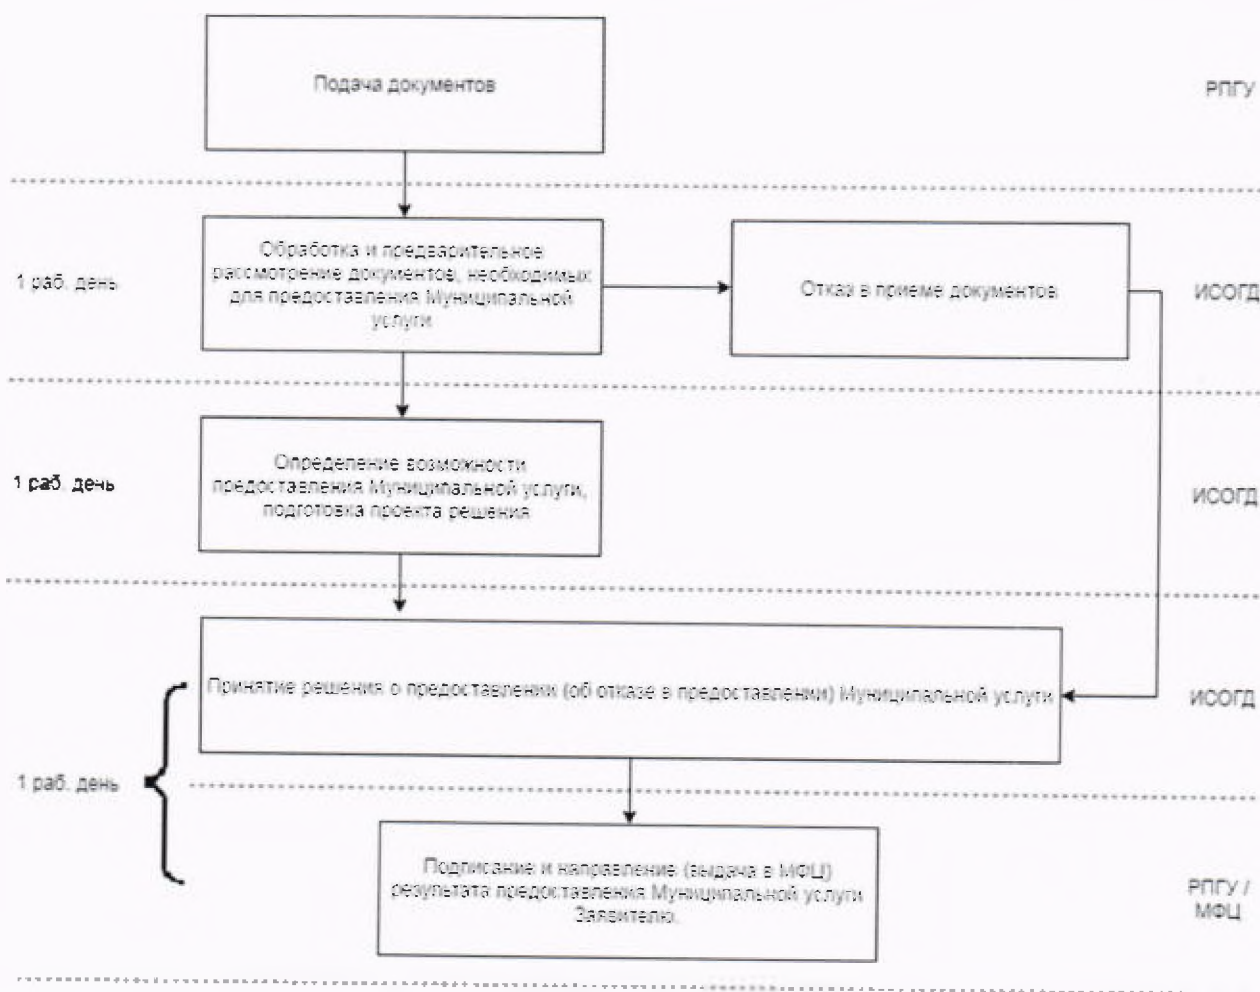 Подача документов
РПГУ
1 раб. день
Обработка и предварительное
рассмотрение документов, необходимых
для предоставления Муниципальной
услуги
Отказ в приеме документов
ИСОГД
1 раб. день
Определение возможности
предоставления Муниципальной услуги,
подготовка проекта решения
ИСОГД
Принятие решения о предоставлении (об отказе в предоставлении) Муниципальной услуги
ИСОГД
1 раб. день
Подписание и направление (выдача в МФЦ)
результата предоставления Муниципальной услуги
Заявителю.
РПГУ /
МФЦ